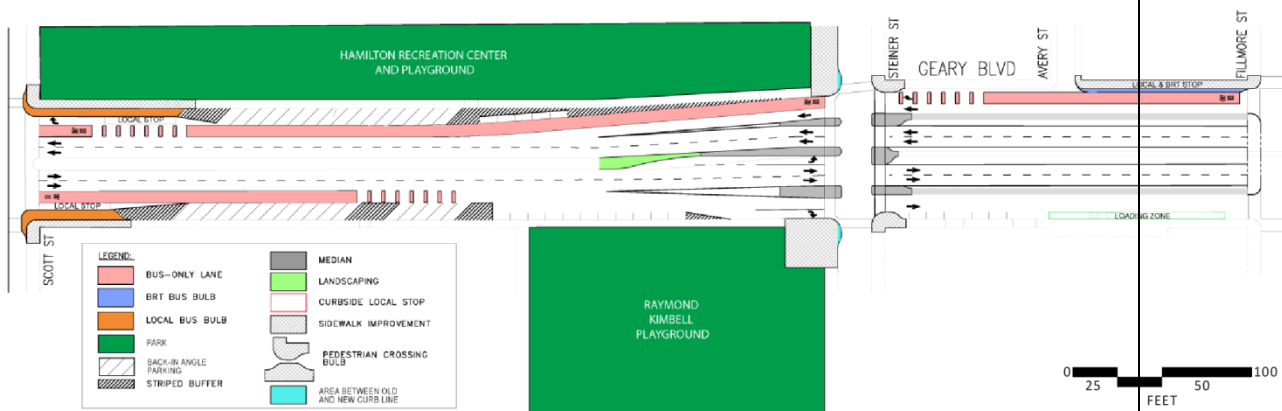 HAMILTON RECREATION CENTER
AND PLAYGROUND
STEINER ST
GEARY BLVD
AVERY ST
FILLMORE ST
LOCAL & BRT STOP
LOCAL STOP
LOCAL STOP
LOADING ZONE
SCOTT ST
LEGEND:
BUS-ONLY LANE
BRT BUS BULB
LOCAL BUS BULB
PARK
BACK-IN ANGLE
PARKING
STRIPED BUFFER
MEDIAN
LANDSCAPING
CURBSIDE LOCAL STOP
SIDEWALK IMPROVEMENT
PEDESTRIAN CROSSING
BULB
AREA BETWEEN OLD
AND NEW CURB LINE
RAYMOND
KIMBELL
PLAYGROUND
0 100
25 50
FEET